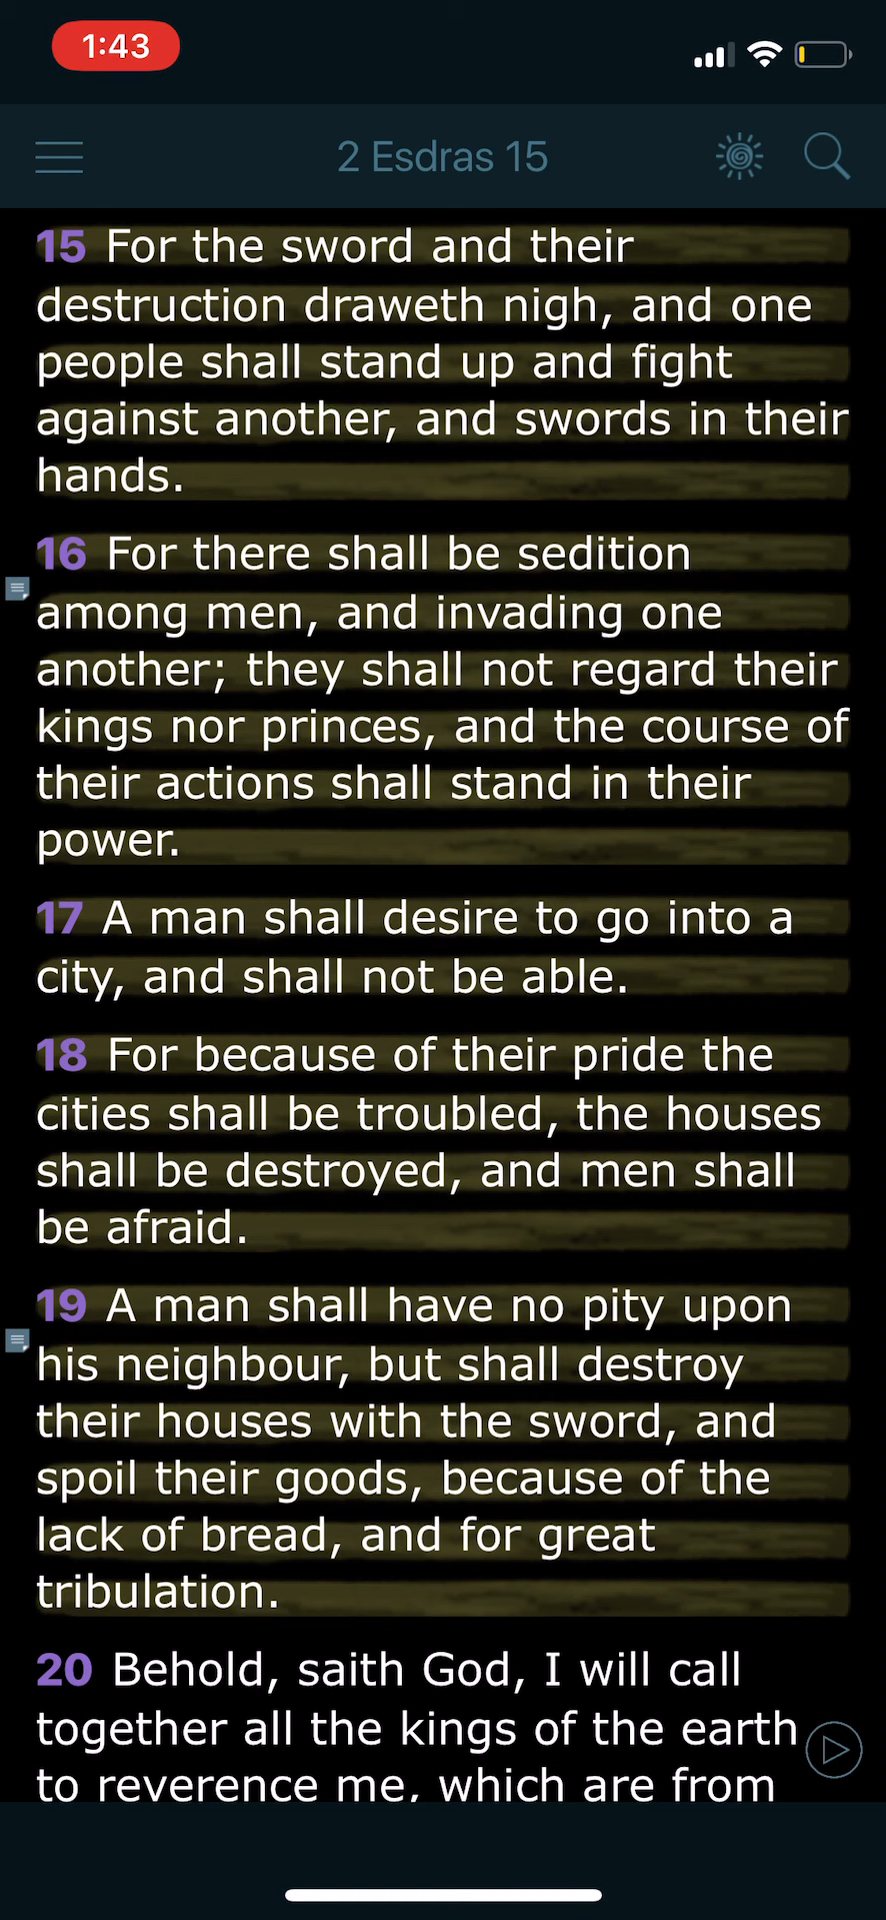 1:43
2 Esdras 15
15 For the sword and their
destruction draweth nigh, and one
people shall stand up and fight
against another, and swords in their
hands.
16 For there shall be sedition
among men, and invading one
another; they shall not regard their
kings nor princes, and the course of
their actions shall stand in their
power.
17 A man shall desire to go into a
city, and shall not be able.
18 For because of their pride the
cities shall be troubled, the houses
shall be destroyed, and men shall
be afraid.
19 A man shall have no pity upon
his neighbour, but shall destroy
their houses with the sword, and
spoil their goods, because of the
lack of bread, and for great
tribulation.
20 Behold, saith God, I will call
together all the kings of the earth
to reverence me, which are from